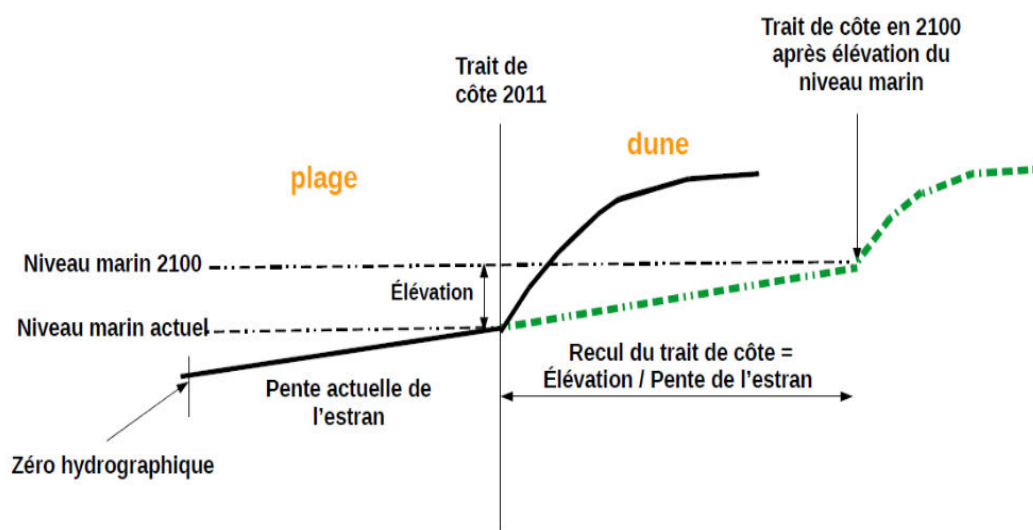 Trait de côte en 2100
après élévation du
niveau marin
Trait de
côte 2011
dune
plage
Niveau marin 2100
Élévation
Niveau marin actuel
Recul du trait de côte =
Élévation / Pente de l’estran
Pente actuelle de
l’estran
Zéro hydrographique